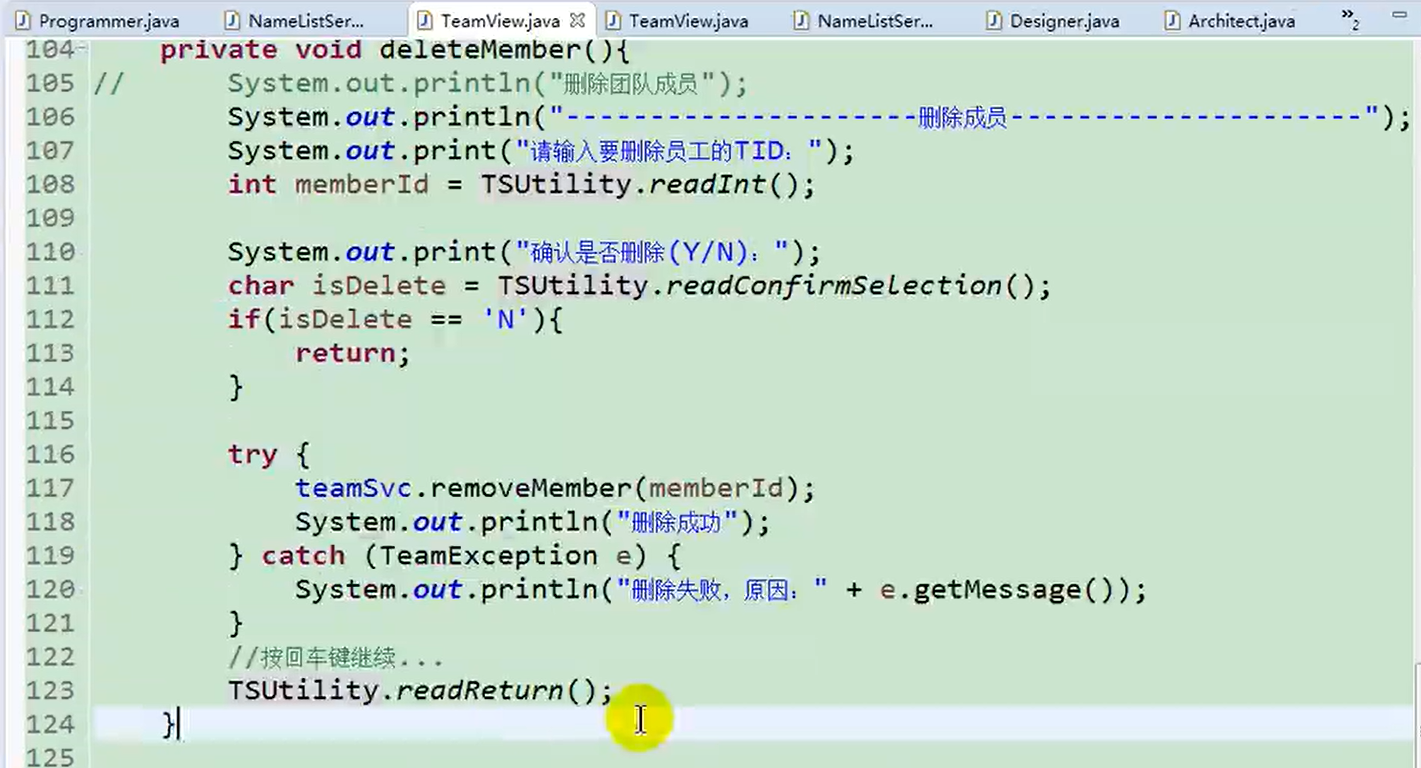 Programmer.java NameListSer... TeamView.java TeamView.java NameListSer... Designer.java Architect.java »2
104 private void deleteMember(){
105 // System.out.println("删除团队成员");
106 System.out.println("---------------------删除成员---------------------");
107 System.out.print("请输入要删除员工的TID：");
108 int memberId = TSUtility.readInt();
109
110 System.out.print("确认是否删除(Y/N)：");
111 char isDelete = TSUtility.readConfirmSelection();
112 if(isDelete == 'N'){
113 return;
114 }
115
116 try {
117 teamSvc.removeMember(memberId);
118 System.out.println("删除成功");
119 } catch (TeamException e) {
120 System.out.println("删除失败，原因：" + e.getMessage());
121 }
122 //按回车键继续...
123 TSUtility.readReturn();
124 }
125